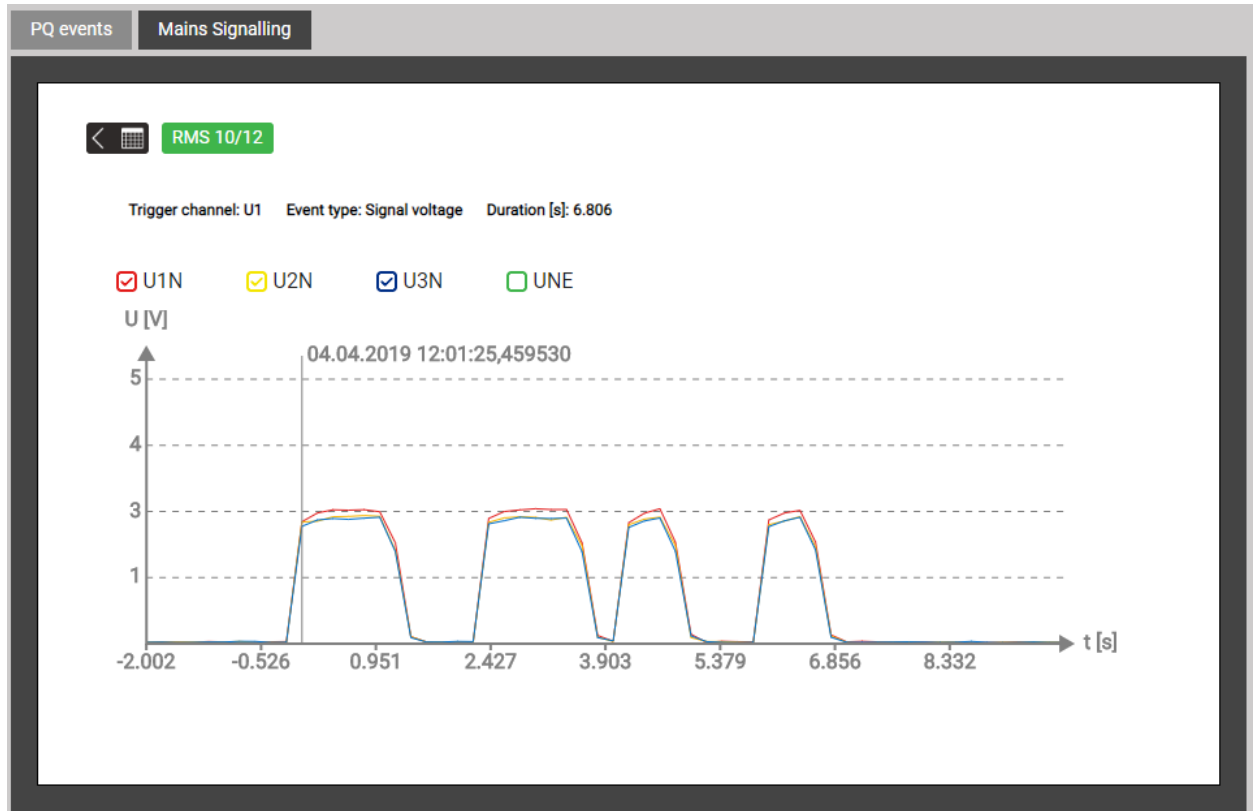 PQ events Mains Signalling
RMS 10/12
Trigger channel: U1 Event type: Signal voltage Duration [s]: 6.806
U1N U2N U3N UNE
U [V]
04.04.2019 12:01:25,459530
5
4
3
1
t [s]
-2.002 -0.526 0.951 2.427 3.903 5.379 6.856 8.332